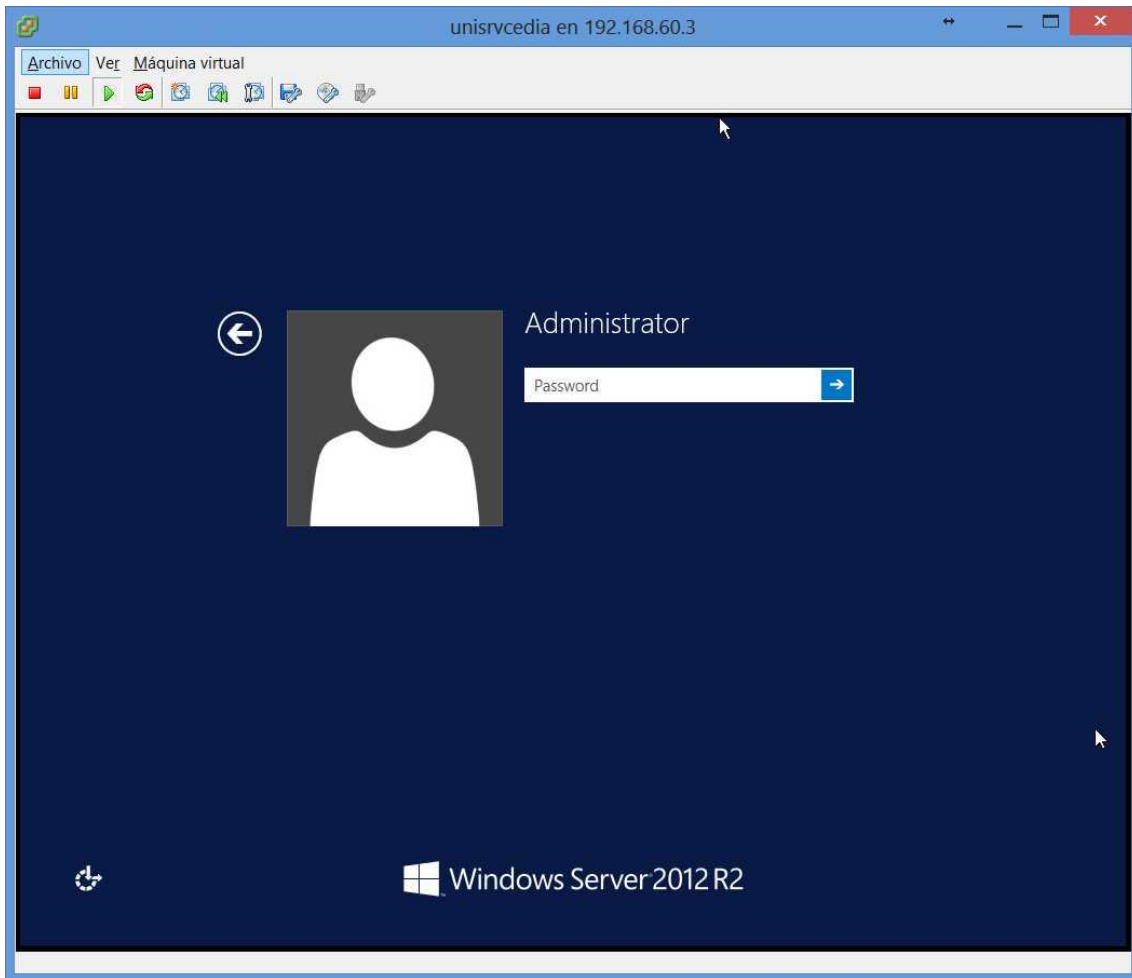 unisrvcedia en 192.168.60.3
Archivo Ver Máquina virtual
Administrator
Password
Windows Server 2012 R2